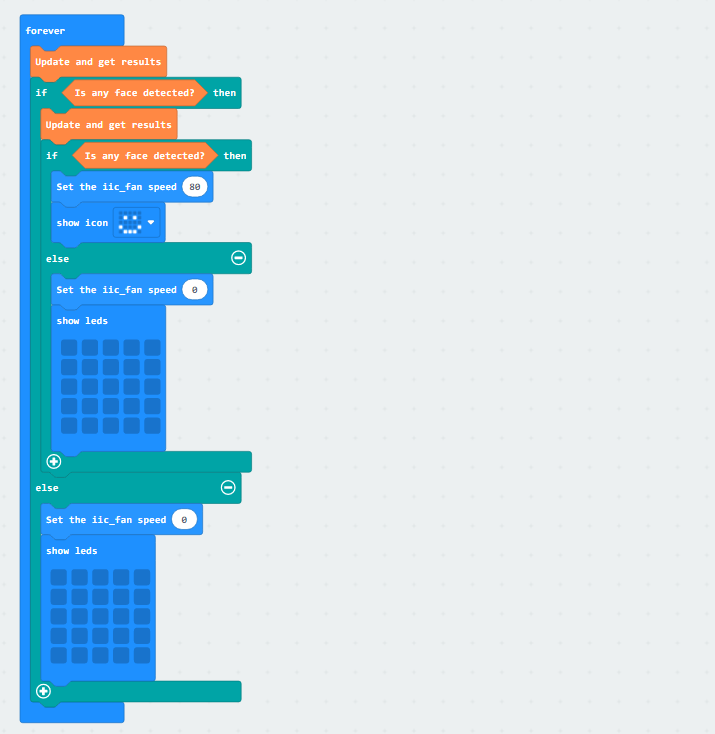 forever
Update and get results
if Is any face detected? then
Update and get results
if Is any face detected? then
Set the iic_fan speed 80
show icon
else
Set the iic_fan speed 0
show leds
else
Set the iic_fan speed 0
show leds